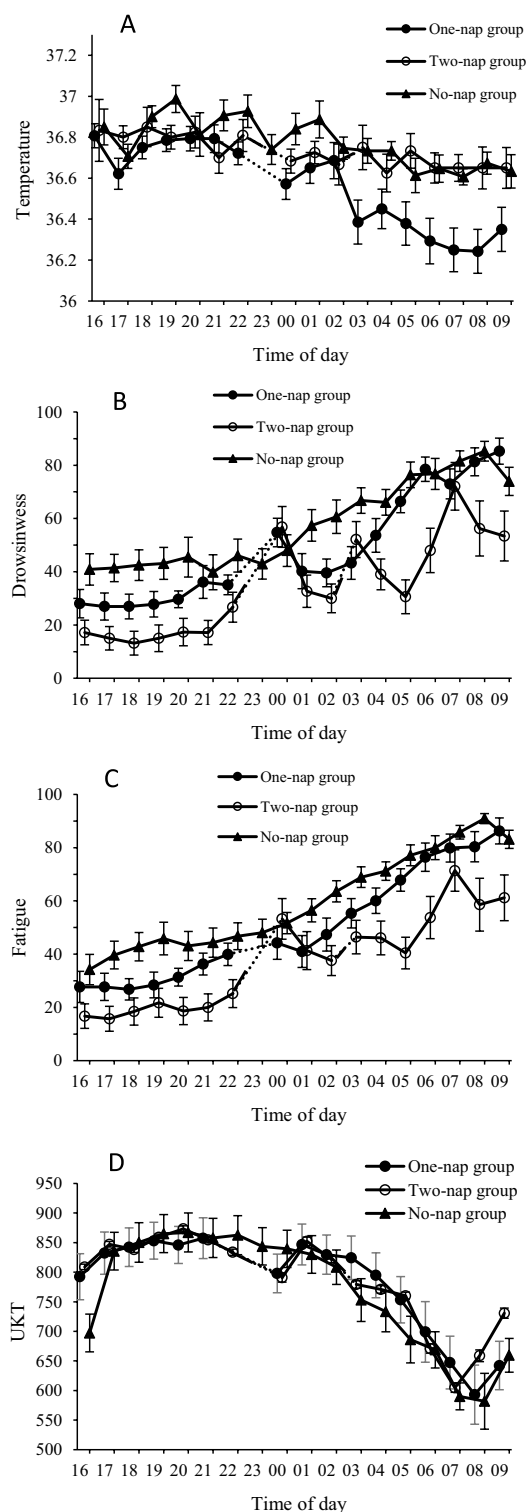 A
One-nap group
Two-nap group
No-nap group
37.2
37
36.8
36.6
36.4
36.2
36
Temperature
16 17 18 19 20 21 22 23 00 01 02 03 04 05 06 07 08 09
Time of day
B
One-nap group
Two-nap group
No-nap group
100
80
60
40
20
0
Drowsinwess
16 17 18 19 20 21 22 23 00 01 02 03 04 05 06 07 08 09
Time of day
C
One-nap group
Two-nap group
No-nap group
100
80
60
40
20
0
Fatigue
16 17 18 19 20 21 22 23 00 01 02 03 04 05 06 07 08 09
Time of day
D
One-nap group
Two-nap group
No-nap group
950
900
850
800
750
700
650
600
550
500
UKT
16 17 18 19 20 21 22 23 00 01 02 03 04 05 06 07 08 09
Time of day